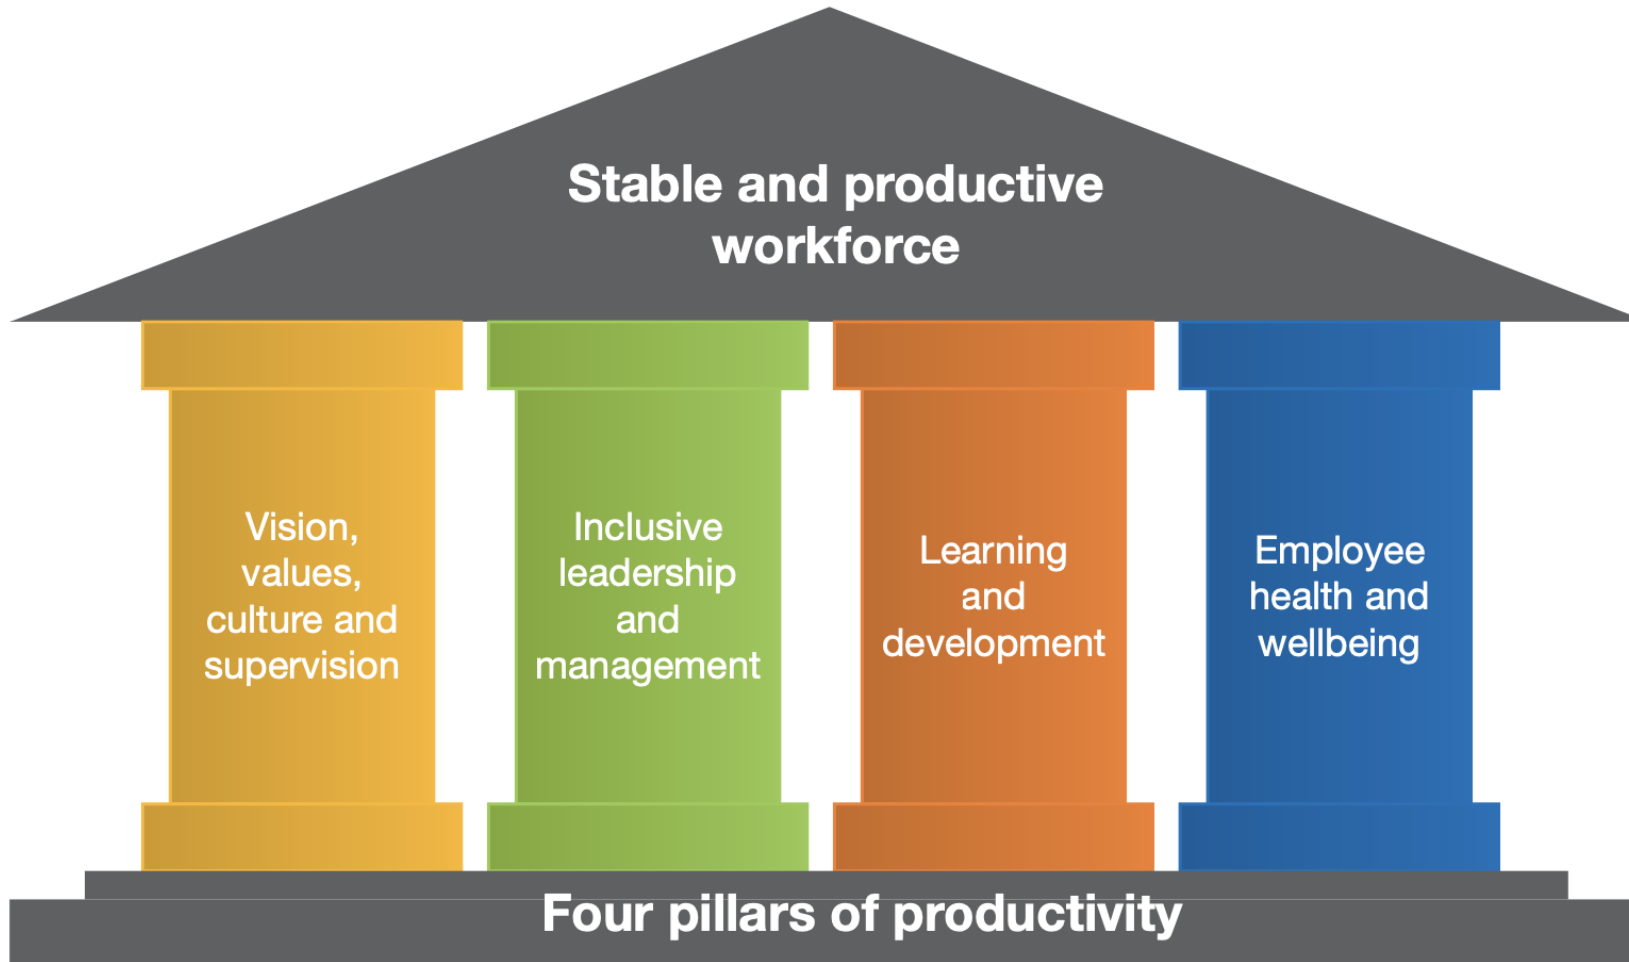 Stable and productive
workforce
Vision,
values,
culture and
supervision
Inclusive
leadership
and
management
Learning
and
development
Employee
health and
wellbeing
Four pillars of productivity